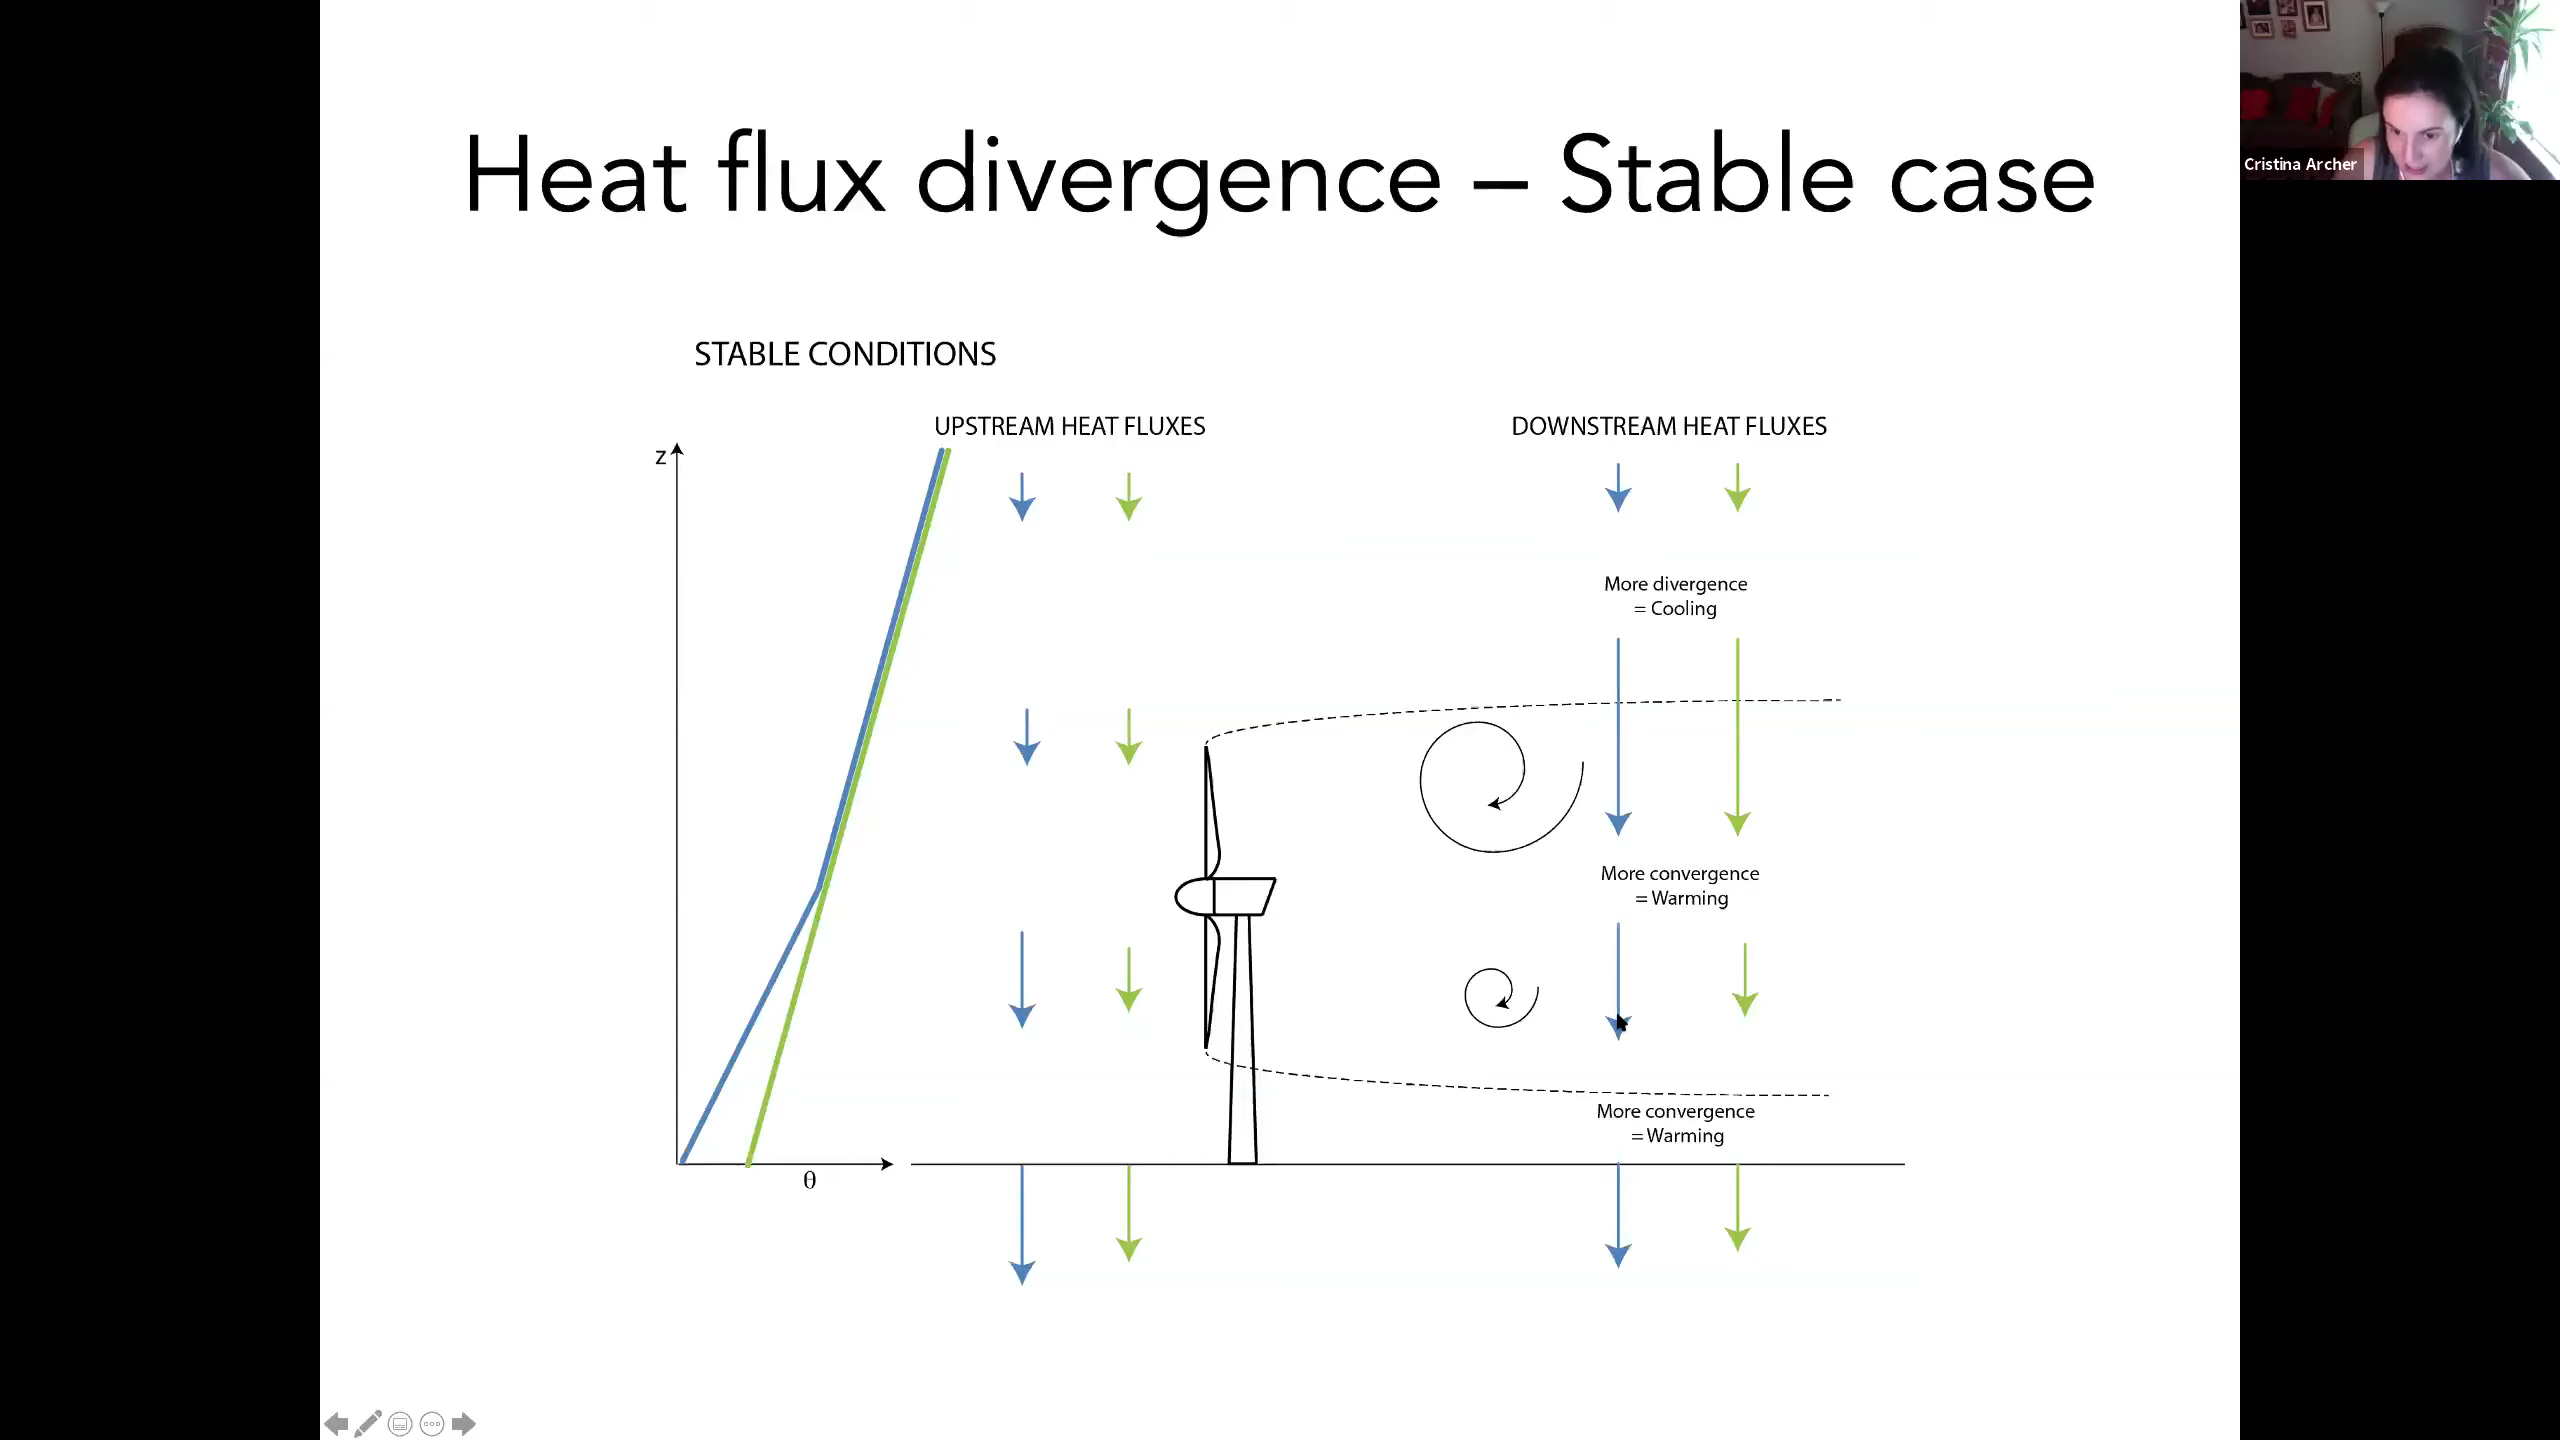 Heat flux divergence – Stable case
Cristina Archer
STABLE CONDITIONS
UPSTREAM HEAT FLUXES
DOWNSTREAM HEAT FLUXES
z
More divergence
= Cooling
More convergence
= Warming
More convergence
= Warming
θ